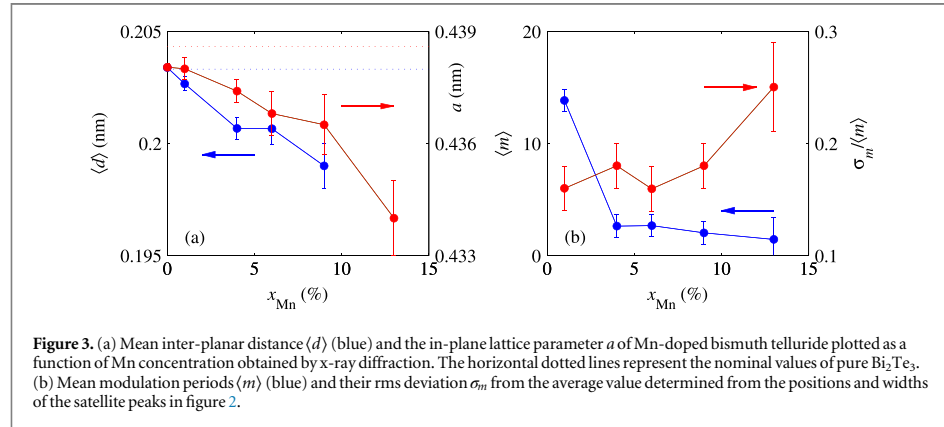 0.205
0.2
0.195
⟨d⟩ (nm)
0.439
0.436
0.433
a (nm)
(a)
0 5 10 15
x_Mn (%)
20
10
0
⟨m⟩
0.3
0.2
0.1
σ_m/⟨m⟩
(b)
0 5 10 15
x_Mn (%)
Figure 3. (a) Mean inter-planar distance ⟨d⟩ (blue) and the in-plane lattice parameter a of Mn-doped bismuth telluride plotted as a
function of Mn concentration obtained by x-ray diffraction. The horizontal dotted lines represent the nominal values of pure Bi₂Te₃.
(b) Mean modulation periods ⟨m⟩ (blue) and their rms deviation σ_m from the average value determined from the positions and widths
of the satellite peaks in figure 2.